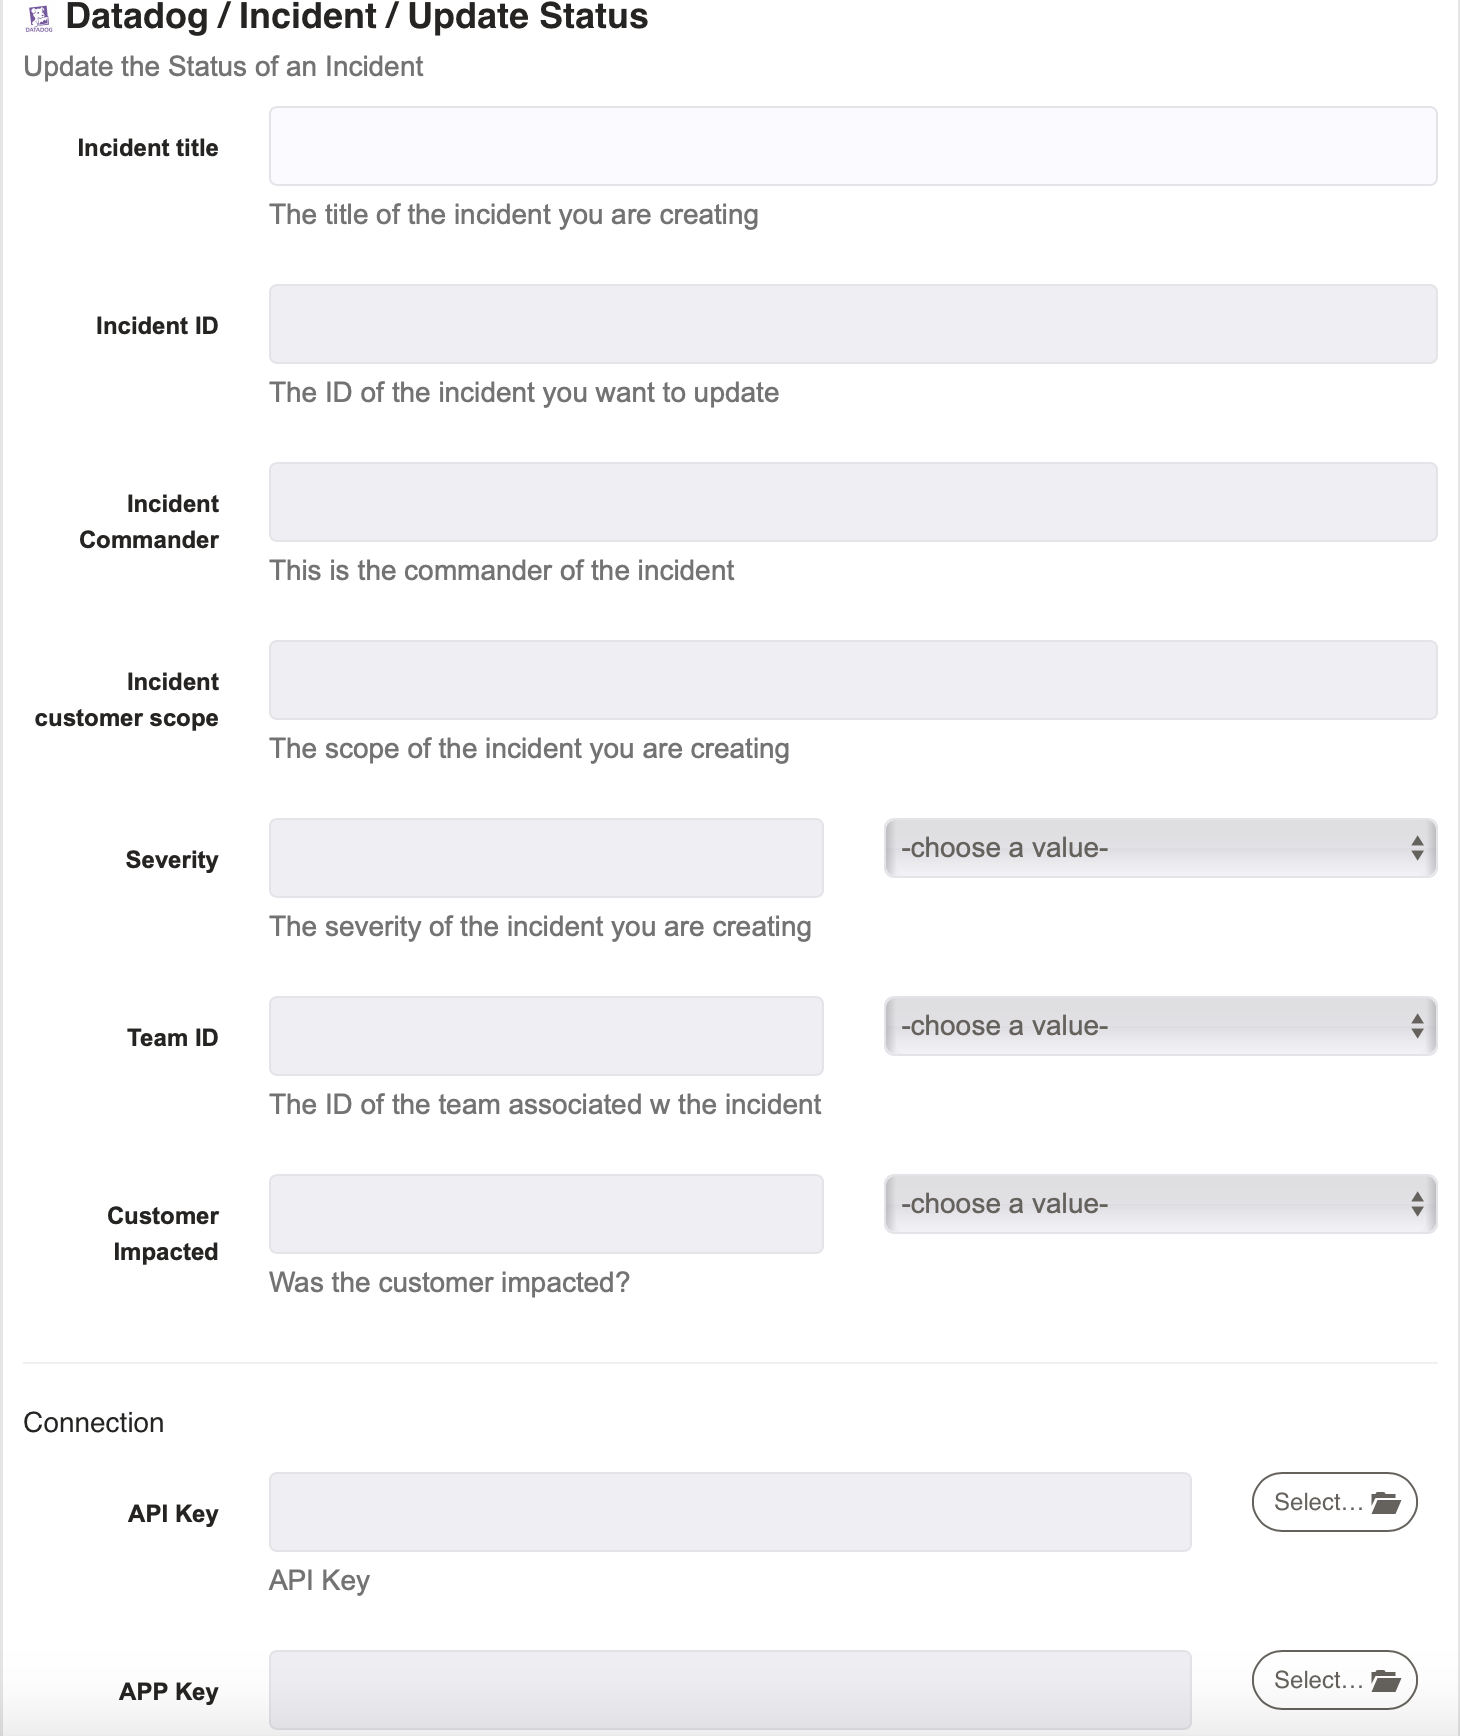 DATADOG
Datadog / Incident / Update Status
Update the Status of an Incident
Incident title
The title of the incident you are creating
Incident ID
The ID of the incident you want to update
Incident
Commander
This is the commander of the incident
Incident
customer scope
The scope of the incident you are creating
Severity
-choose a value-
The severity of the incident you are creating
Team ID
-choose a value-
The ID of the team associated w the incident
Customer
Impacted
-choose a value-
Was the customer impacted?
Connection
API Key
Select...
API Key
APP Key
Select...